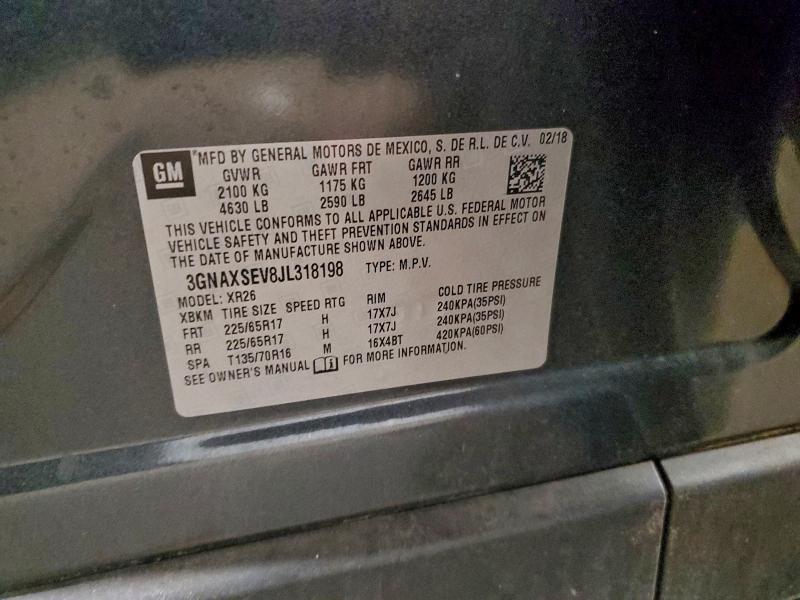 GM
MFD BY GENERAL MOTORS DE MEXICO, S. DE R.L. DE C.V. 02/18
GVWR GAWR FRT GAWR RR
2100 KG 1175 KG 1200 KG
4630 LB 2590 LB 2645 LB
THIS VEHICLE CONFORMS TO ALL APPLICABLE U.S. FEDERAL MOTOR
VEHICLE SAFETY AND THEFT PREVENTION STANDARDS IN EFFECT ON
THE DATE OF MANUFACTURE SHOWN ABOVE.
3GNAXSEV8JL318198 TYPE: M.P.V.
MODEL: XR26
XBKM TIRE SIZE SPEED RTG RIM COLD TIRE PRESSURE
FRT 225/65R17 H 17X7J 240KPA(35PSI)
RR 225/65R17 H 17X7J 240KPA(35PSI)
SPA T135/70R16 M 16X4BT 420KPA(60PSI)
SEE OWNER'S MANUAL FOR MORE INFORMATION.